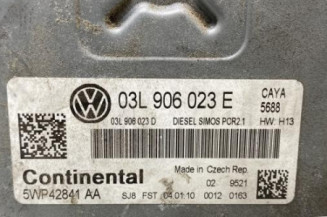 03L 906 023 E
CAYA
5688
03L 906 023 D DIESEL SIMOS PCR2.1 HW: H13
Continental
Made in Czech Rep.
02 9521
5WP42841 AA SJ8 FST 04.01.10 0012 0163